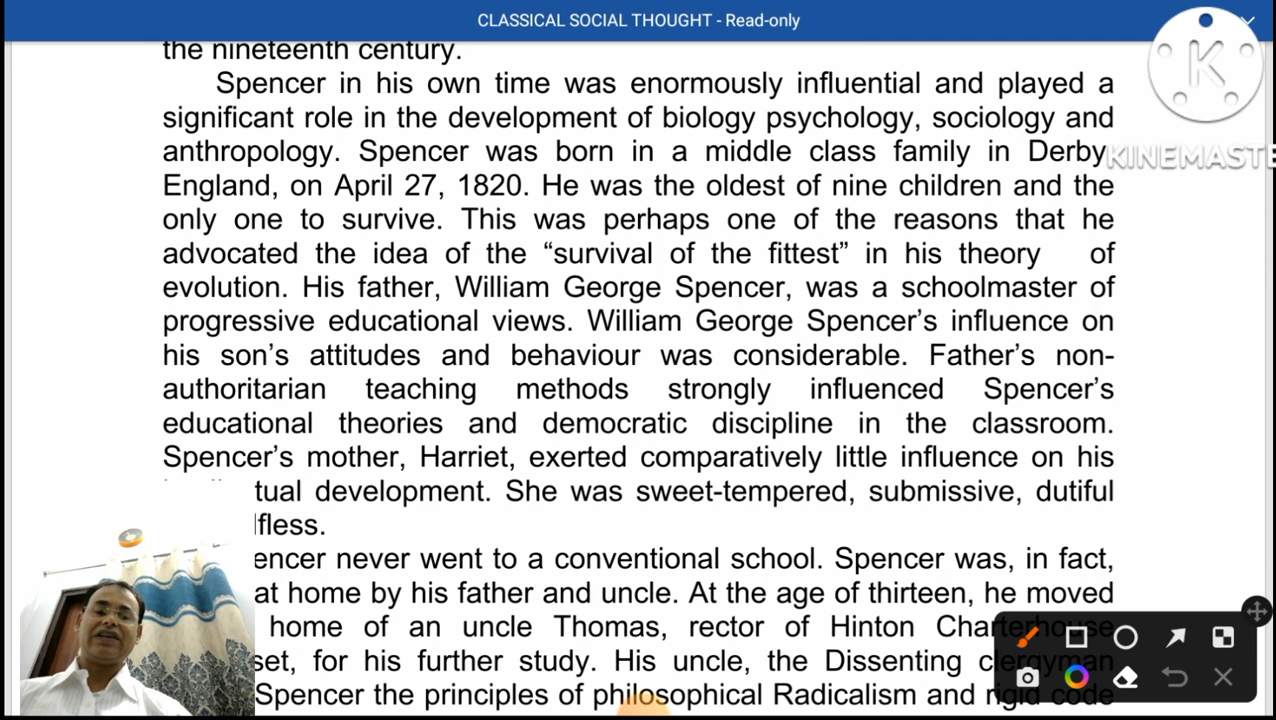 CLASSICAL SOCIAL THOUGHT - Read-only
the nineteenth century.
Spencer in his own time was enormously influential and played a
significant role in the development of biology psychology, sociology and
anthropology. Spencer was born in a middle class family in Derby
KINEMASTE
England, on April 27, 1820. He was the oldest of nine children and the
only one to survive. This was perhaps one of the reasons that he
advocated the idea of the “survival of the fittest” in his theory of
evolution. His father, William George Spencer, was a schoolmaster of
progressive educational views. William George Spencer’s influence on
his son’s attitudes and behaviour was considerable. Father’s non-
authoritarian teaching methods strongly influenced Spencer’s
educational theories and democratic discipline in the classroom.
Spencer’s mother, Harriet, exerted comparatively little influence on his
tual development. She was sweet-tempered, submissive, dutiful
lfless.
encer never went to a conventional school. Spencer was, in fact,
at home by his father and uncle. At the age of thirteen, he moved
home of an uncle Thomas, rector of Hinton Charterhouse
set, for his further study. His uncle, the Dissenting clergyman
Spencer the principles of philosophical Radicalism and rigid code